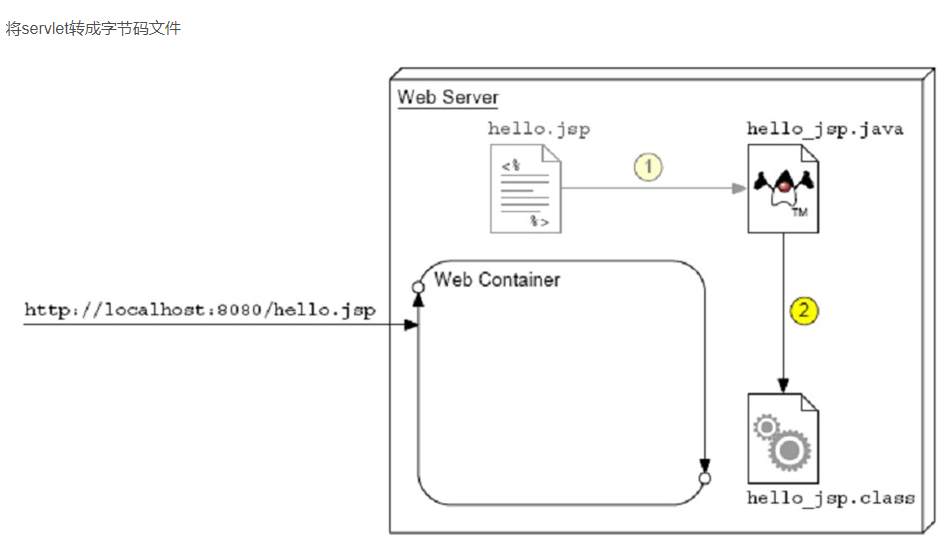 将servlet转成字节码文件
Web Server
hello.jsp
hello_jsp.java
<%
%>
1
TM
Web Container
http://localhost:8080/hello.jsp
2
hello_jsp.class